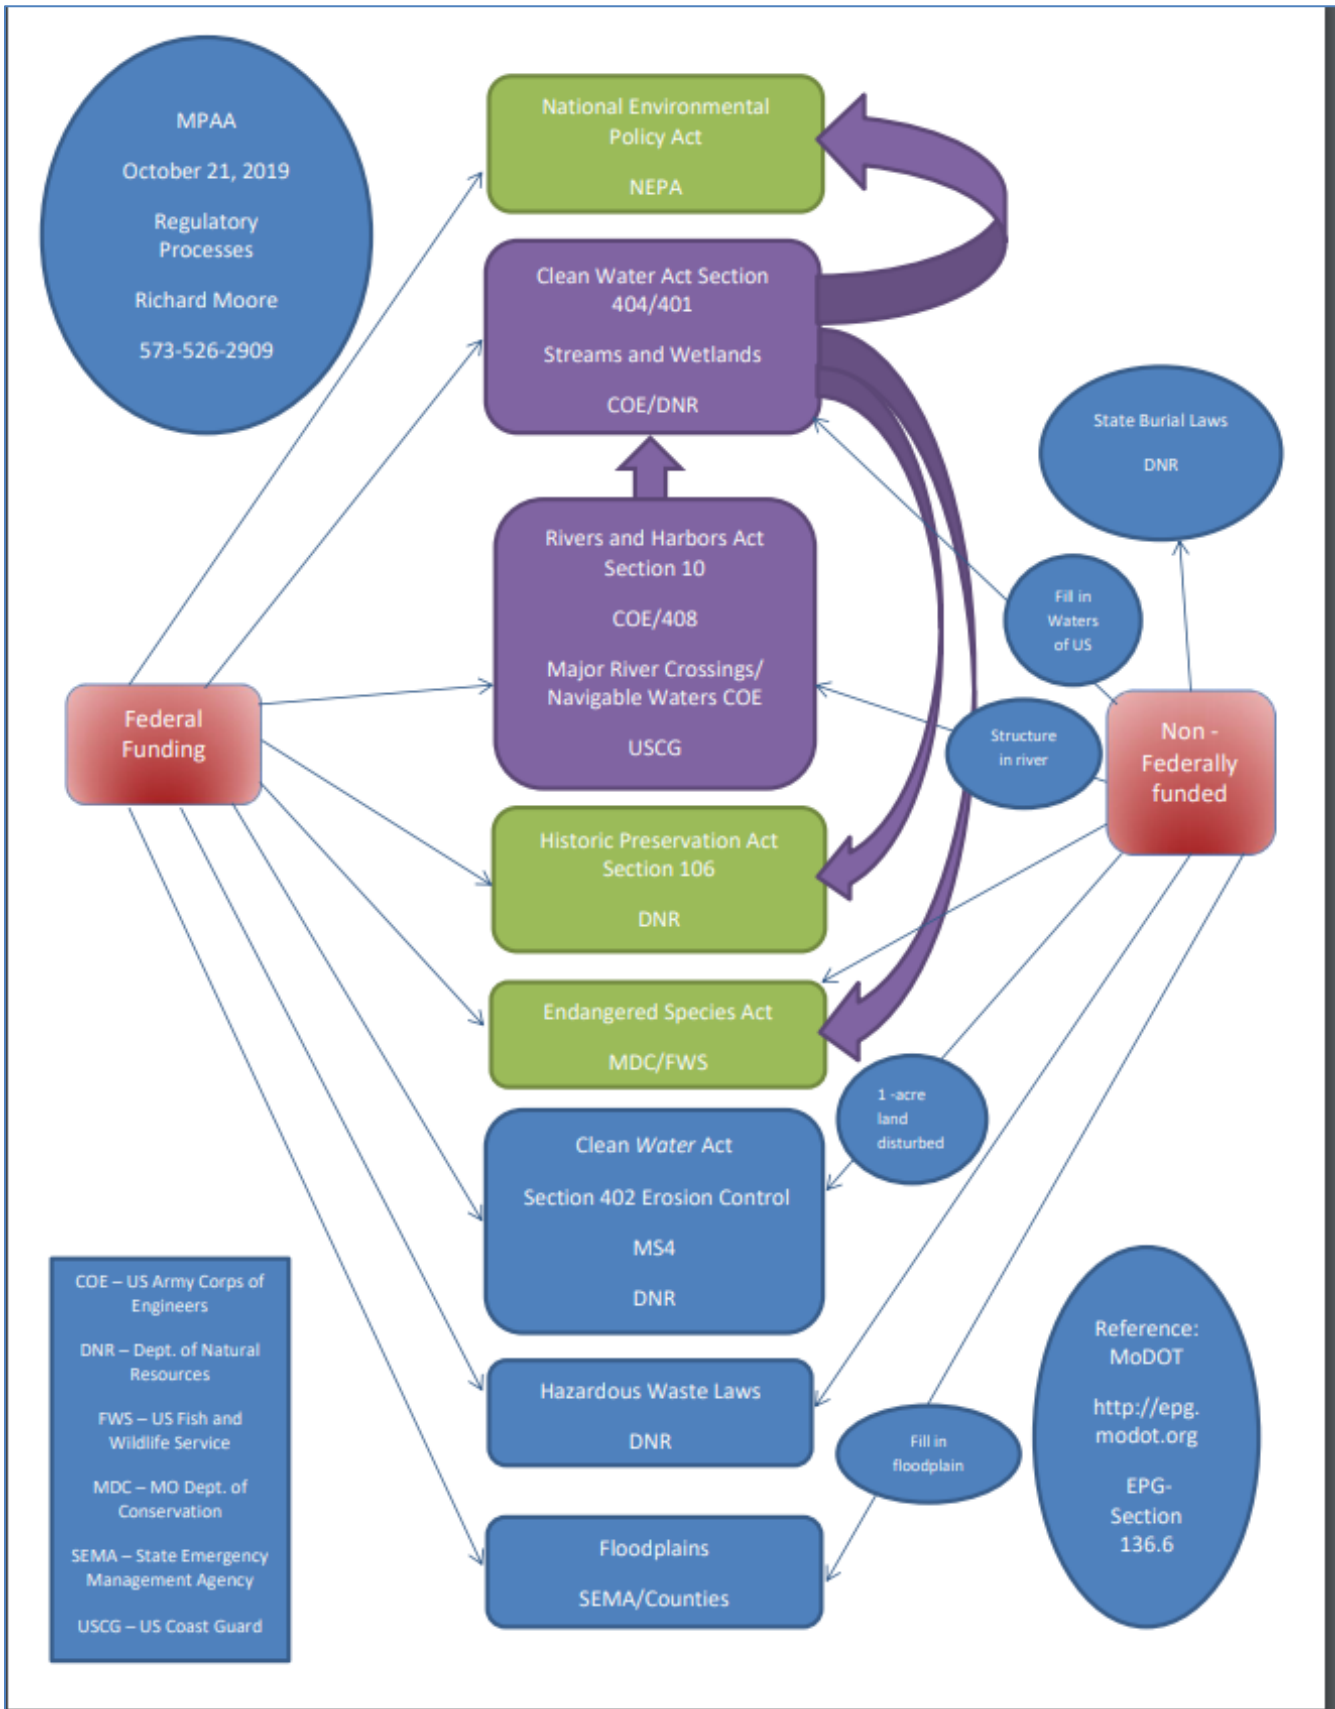 MPAA
October 21, 2019
Regulatory
Processes
Richard Moore
573-526-2909
National Environmental
Policy Act
NEPA
Clean Water Act Section
404/401
Streams and Wetlands
COE/DNR
State Burial Laws
DNR
Rivers and Harbors Act
Section 10
COE/408
Major River Crossings/
Navigable Waters COE
USCG
Fill in
Waters
of US
Federal
Funding
Structure
in river
Non -
Federally
funded
Historic Preservation Act
Section 106
DNR
Endangered Species Act
MDC/FWS
1 -acre
land
disturbed
Clean Water Act
Section 402 Erosion Control
MS4
DNR
COE – US Army Corps of
Engineers
DNR – Dept. of Natural
Resources
FWS – US Fish and
Wildlife Service
MDC – MO Dept. of
Conservation
SEMA – State Emergency
Management Agency
USCG – US Coast Guard
Hazardous Waste Laws
DNR
Fill in
floodplain
Floodplains
SEMA/Counties
Reference:
MoDOT
http://epg.
modot.org
EPG-
Section
136.6